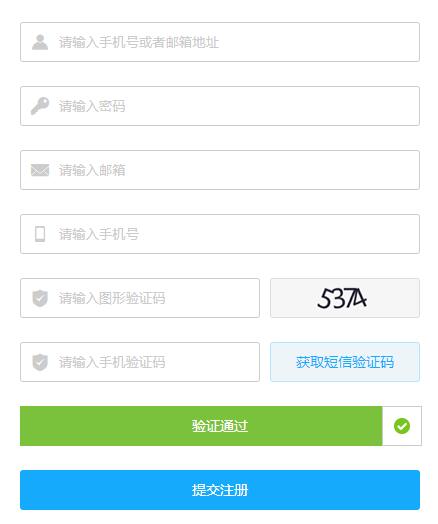 请输入手机号或者邮箱地址
请输入密码
请输入邮箱
请输入手机号
请输入图形验证码
537A
请输入手机验证码
获取短信验证码
验证通过
提交注册